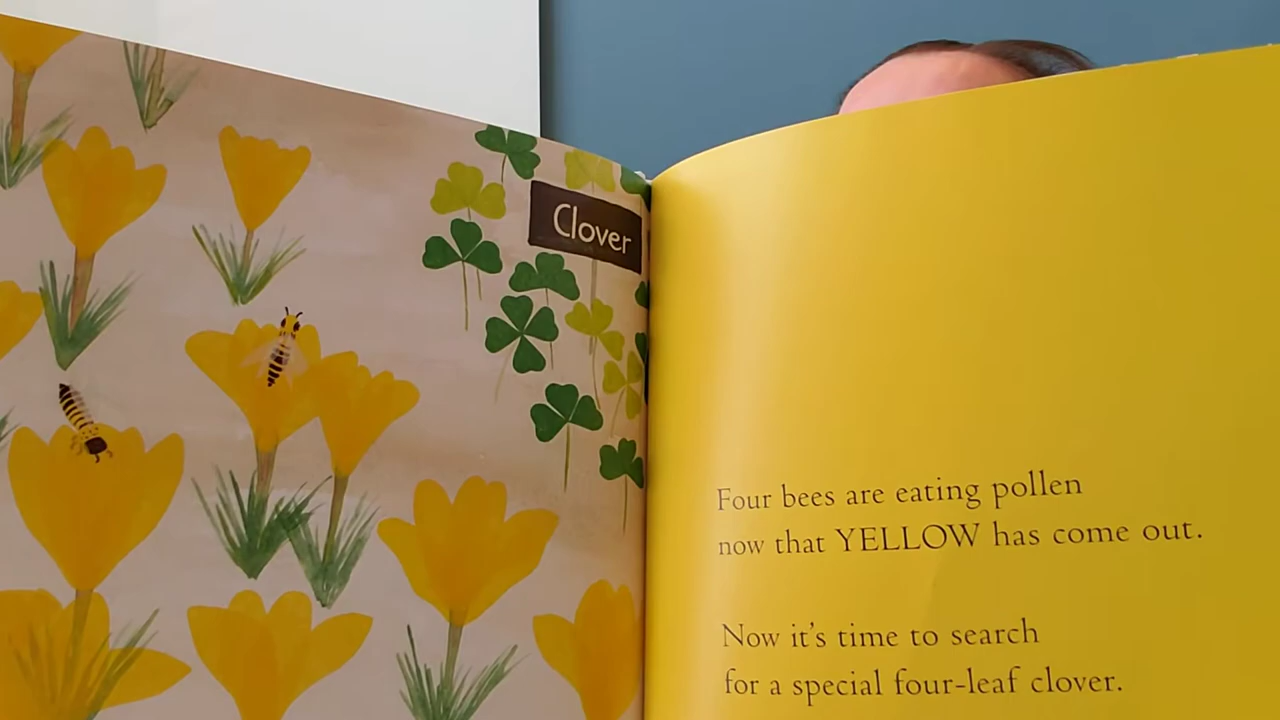 Clover
Four bees are eating pollen
now that YELLOW has come out.
Now it's time to search
for a special four-leaf clover.